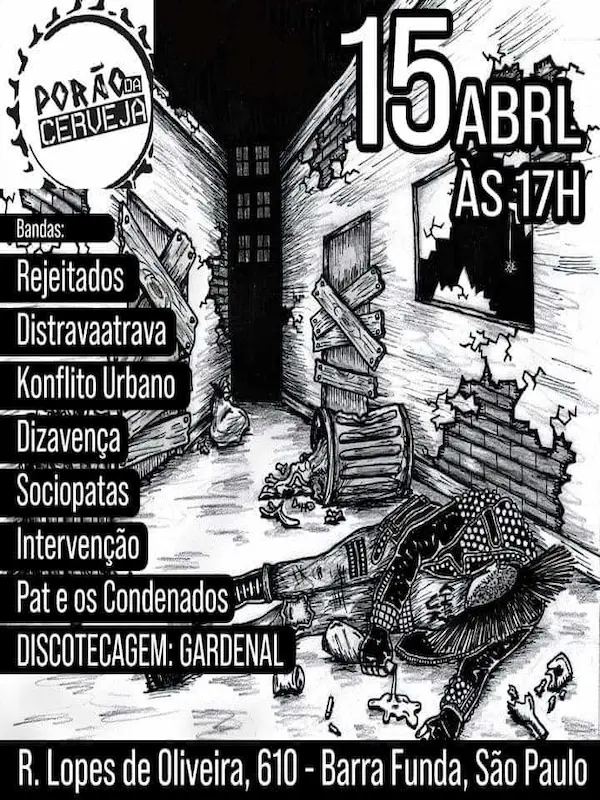 PORÃO DA
CERVEJA
15 ABRL
ÀS 17H
Bandas:
Rejeitados
Distravaatrava
Konflito Urbano
Dizavença
Sociopatas
Intervenção
Pat e os Condenados
DISCOTECAGEM: GARDENAL
R. Lopes de Oliveira, 610 - Barra Funda, São Paulo